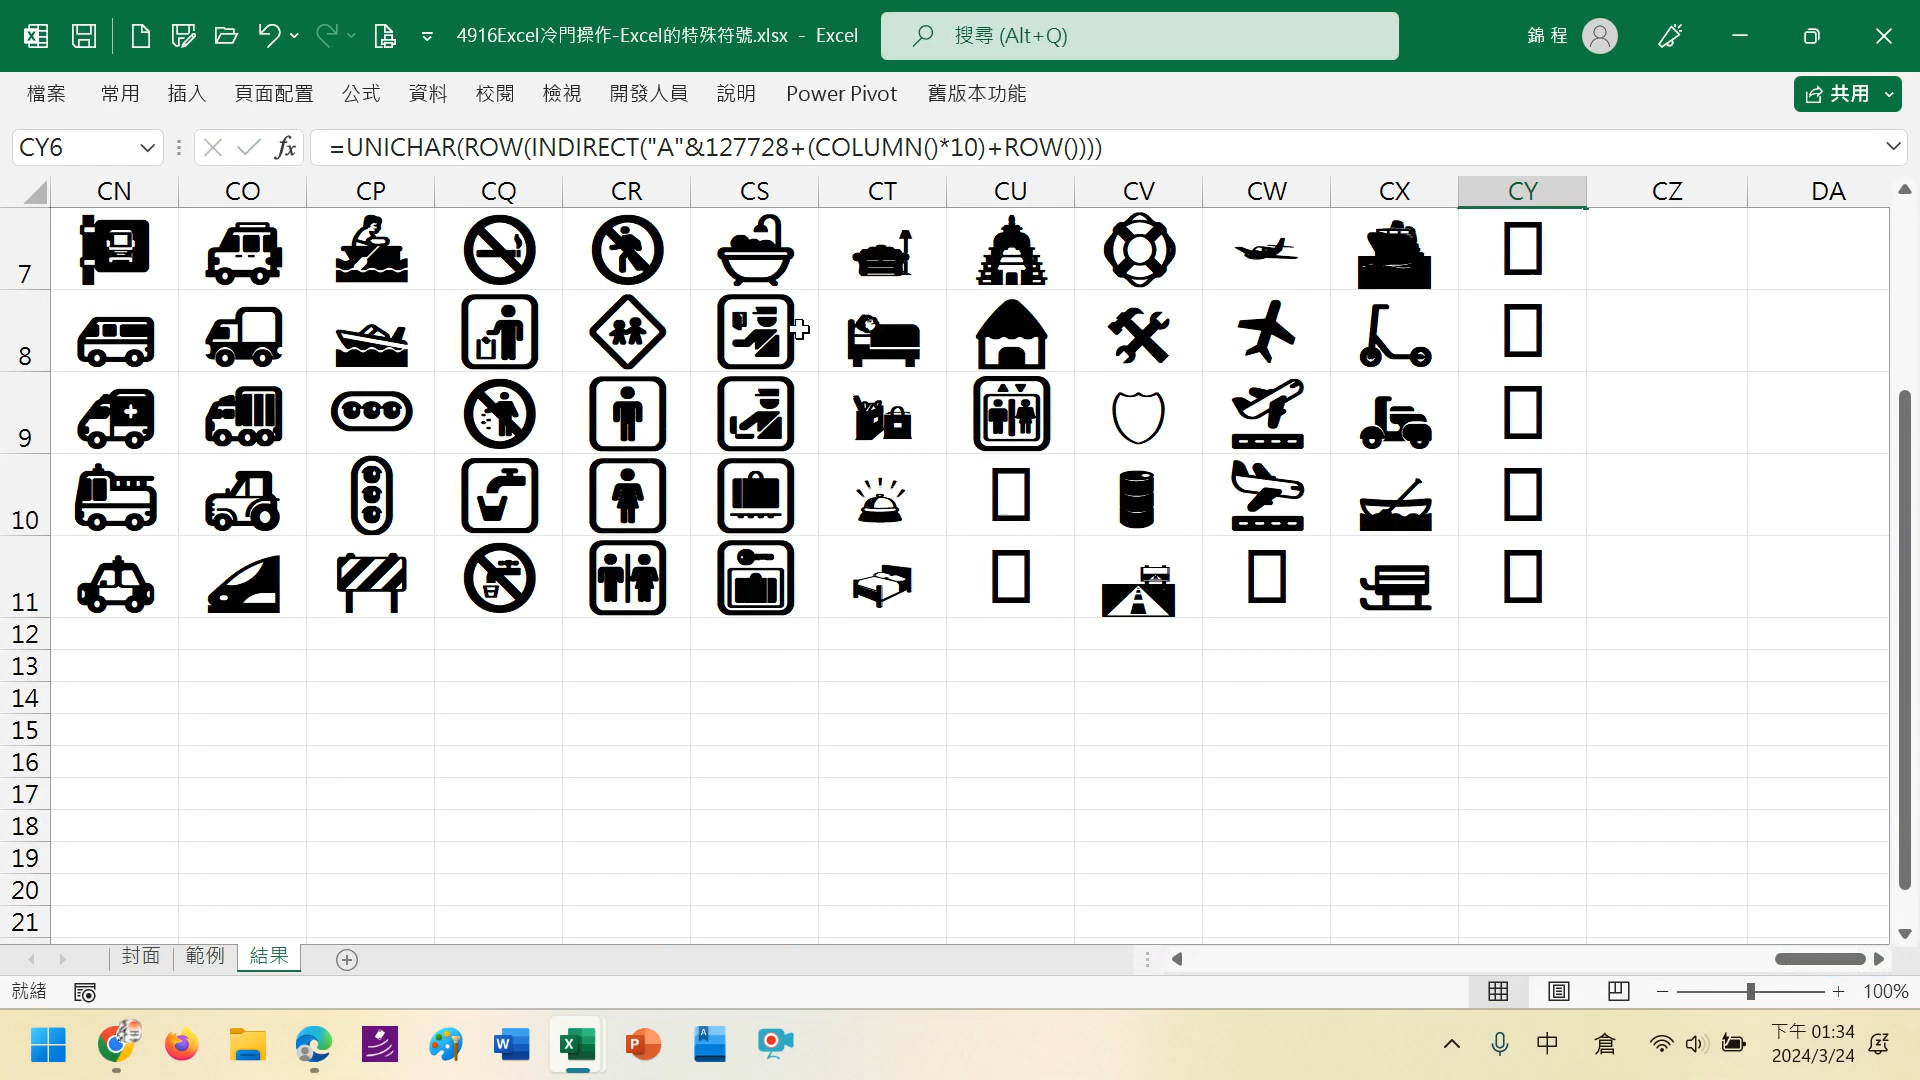 4916Excel冷門操作-Excel的特殊符號.xlsx - Excel
搜尋 (Alt+Q)
錦 程
檔案 常用 插入 頁面配置 公式 資料 校閱 檢視 開發人員 說明 Power Pivot 舊版本功能
共用
CY6
fx
=UNICHAR(ROW(INDIRECT("A"&127728+(COLUMN()*10)+ROW())))
CN CO CP CQ CR CS CT CU CV CW CX CY CZ DA
7
8
9
10
11
12
13
14
15
16
17
18
19
20
21
封面 範例 結果
就緒
100%
中 倉
下午 01:34
2024/3/24